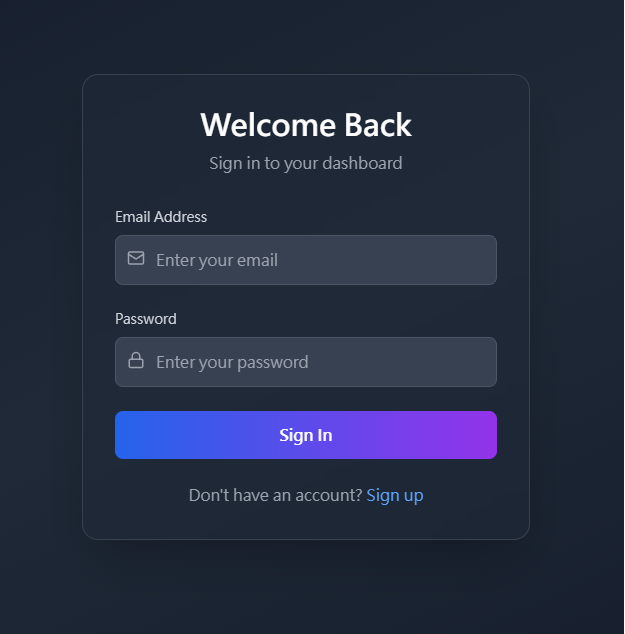 Welcome Back
Sign in to your dashboard
Email Address
Enter your email
Password
Enter your password
Sign In
Don't have an account? Sign up